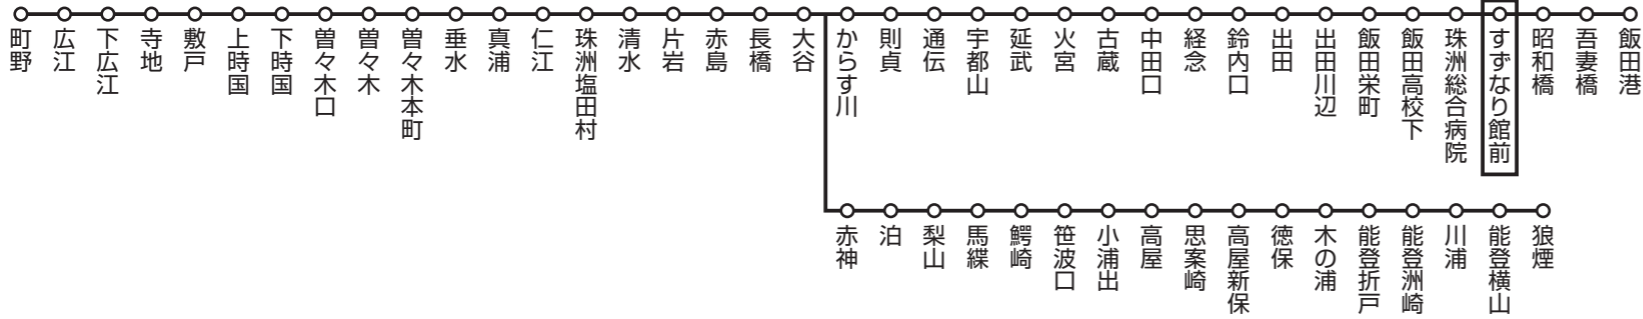 町野
広江
下広江
寺地
敷戸
上時国
下時国
曽々木口
曽々木
曽々木本町
垂水
真浦
仁江
珠洲塩田村
清水
片岩
赤島
長橋
大谷
からす川
則貞
通伝
宇都山
延武
火宮
古蔵
中田口
経念
鈴内口
出田
出田川辺
飯田栄町
飯田高校下
珠洲総合病院
すずなり館前
昭和橋
吾妻橋
飯田港
赤神
泊
梨山
馬緤
鰐崎
笹波口
小浦出
高屋
思案崎
高屋新保
徳保
木の浦
能登折戸
能登洲崎
川浦
能登横山
狼煙